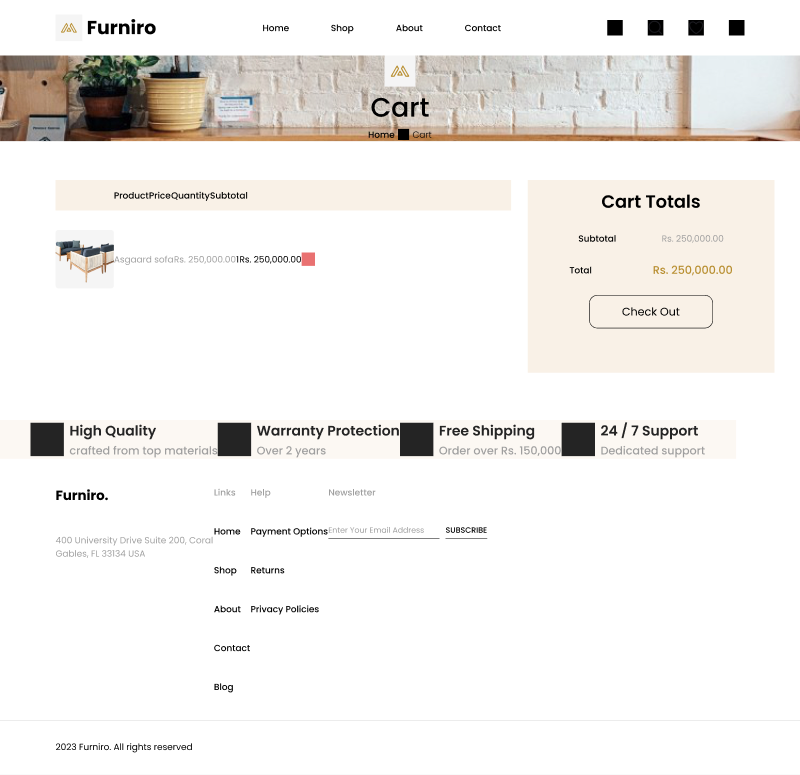 Furniro
Home Shop About Contact
Cart
Home Cart
ProductPriceQuantitySubtotal
Asgaard sofaRs. 250,000.001Rs. 250,000.00
Cart Totals
Subtotal Rs. 250,000.00
Total Rs. 250,000.00
Check Out
High Quality
crafted from top materials
Warranty Protection
Over 2 years
Free Shipping
Order over Rs. 150,000
24 / 7 Support
Dedicated support
Furniro.
400 University Drive Suite 200, Coral
Gables, FL 33134 USA
Links
Home
Shop
About
Contact
Blog
Help
Payment Options
Returns
Privacy Policies
Newsletter
Enter Your Email Address SUBSCRIBE
2023 Furniro. All rights reserved